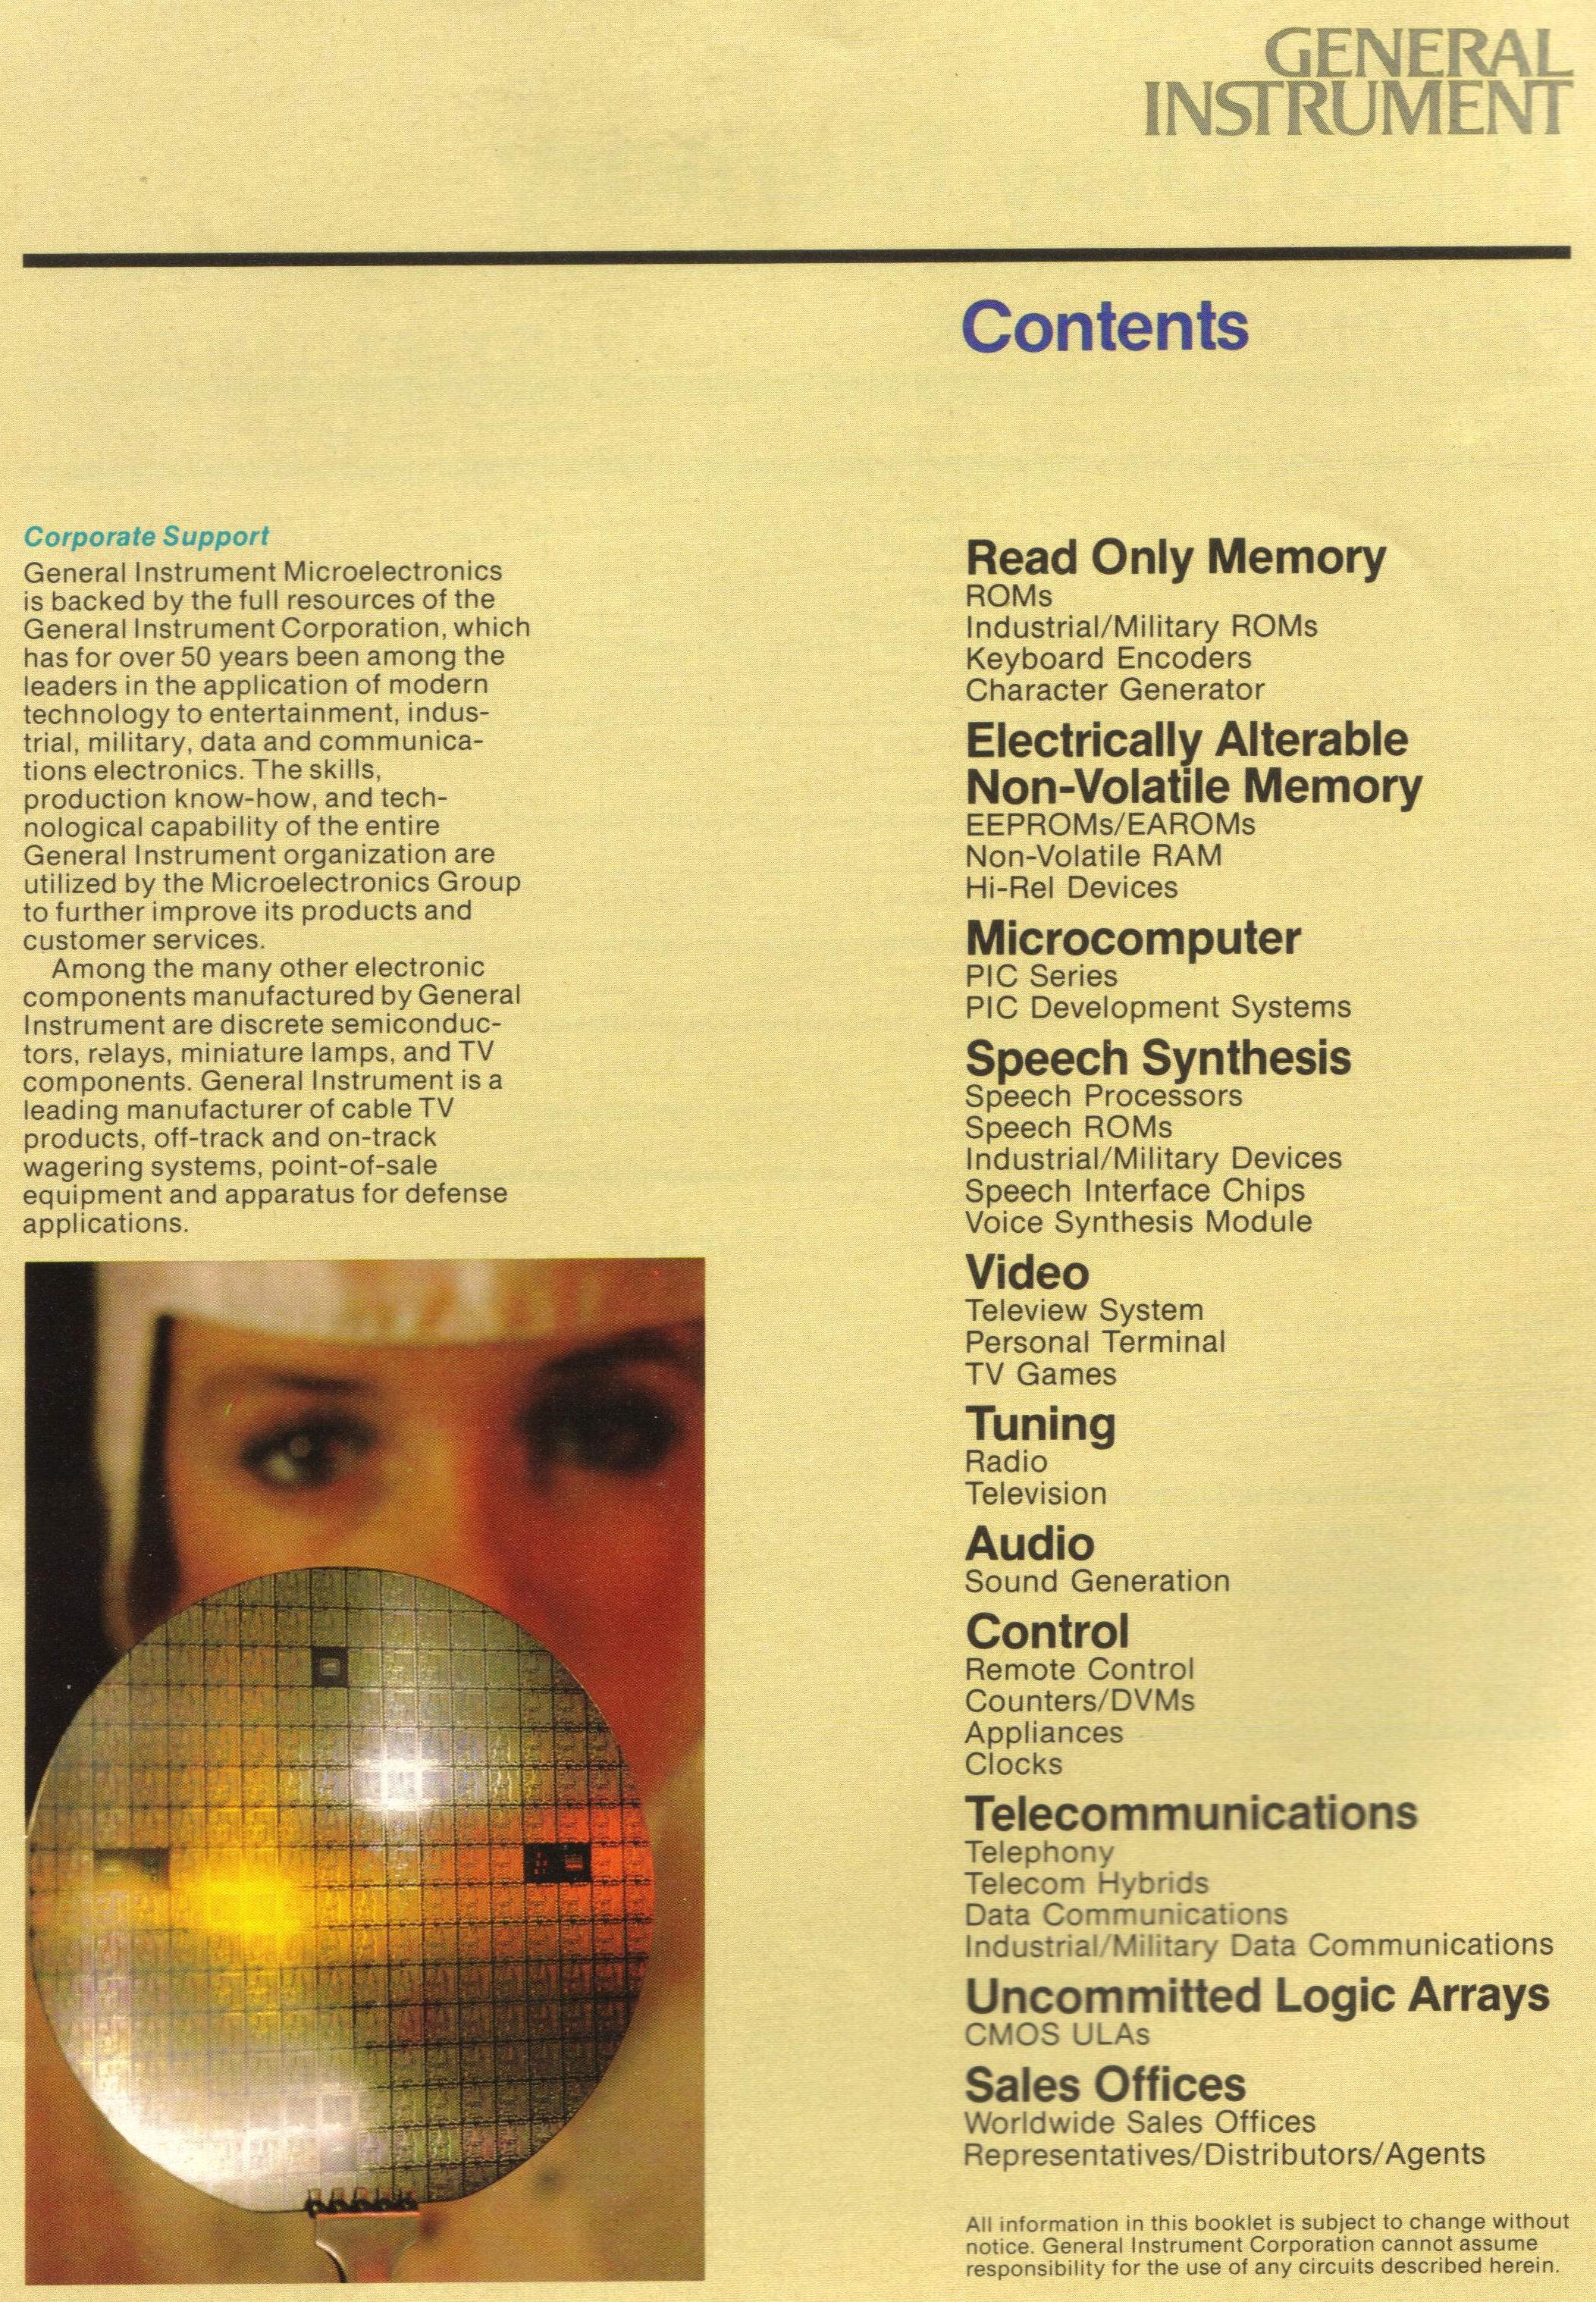 GENERAL
INSTRUMENT
Contents
Corporate Support
General Instrument Microelectronics
is backed by the full resources of the
General Instrument Corporation, which
has for over 50 years been among the
leaders in the application of modern
technology to entertainment, indus-
trial, military, data and communica-
tions electronics. The skills,
production know-how, and tech-
nological capability of the entire
General Instrument organization are
utilized by the Microelectronics Group
to further improve its products and
customer services.
Among the many other electronic
components manufactured by General
Instrument are discrete semiconduc-
tors, relays, miniature lamps, and TV
components. General Instrument is a
leading manufacturer of cable TV
products, off-track and on-track
wagering systems, point-of-sale
equipment and apparatus for defense
applications.
Read Only Memory
ROMs
Industrial/Military ROMs
Keyboard Encoders
Character Generator
Electrically Alterable
Non-Volatile Memory
EEPROMs/EAROMs
Non-Volatile RAM
Hi-Rel Devices
Microcomputer
PIC Series
PIC Development Systems
Speech Synthesis
Speech Processors
Speech ROMs
Industrial/Military Devices
Speech Interface Chips
Voice Synthesis Module
Video
Teleview System
Personal Terminal
TV Games
Tuning
Radio
Television
Audio
Sound Generation
Control
Remote Control
Counters/DVMs
Appliances
Clocks
Telecommunications
Telephony
Telecom Hybrids
Data Communications
Industrial/Military Data Communications
Uncommitted Logic Arrays
CMOS ULAs
Sales Offices
Worldwide Sales Offices
Representatives/Distributors/Agents
All information in this booklet is subject to change without
notice. General Instrument Corporation cannot assume
responsibility for the use of any circuits described herein.